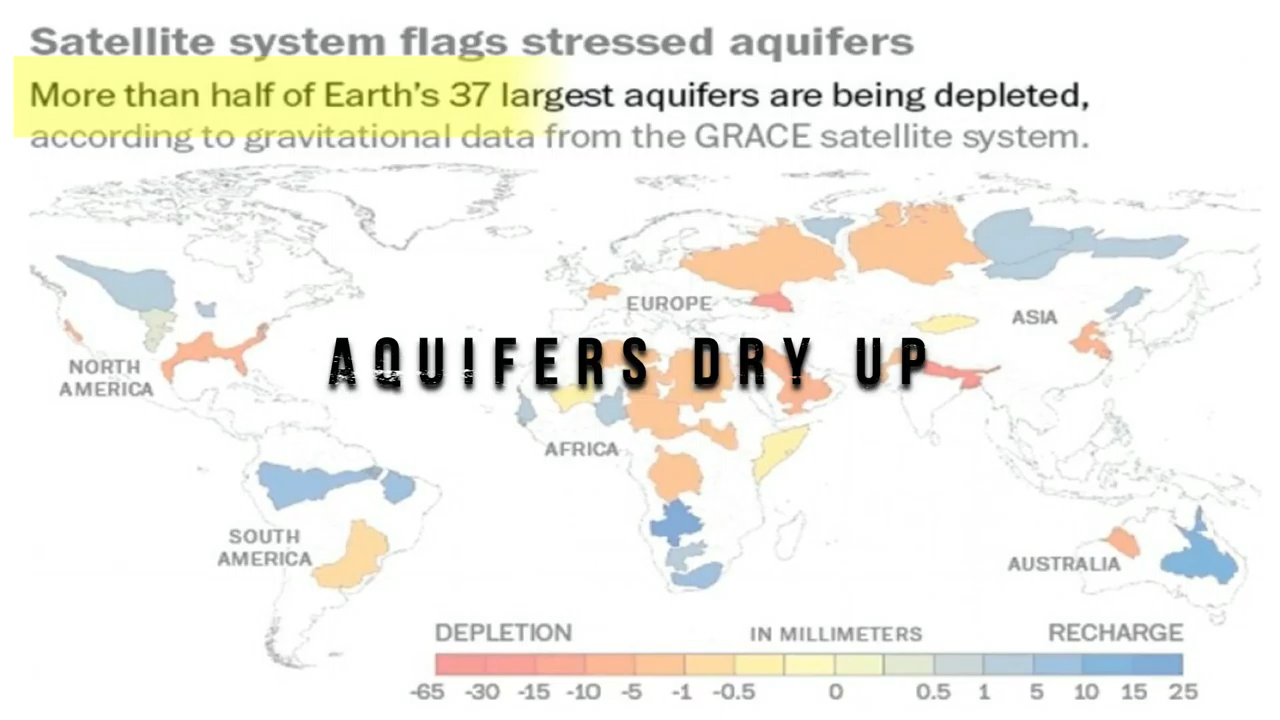 Satellite system flags stressed aquifers
More than half of Earth's 37 largest aquifers are being depleted,
according to gravitational data from the GRACE satellite system.
EUROPE
ASIA
NORTH
AMERICA
AQUIFERS DRY UP
AFRICA
SOUTH
AMERICA
AUSTRALIA
DEPLETION IN MILLIMETERS RECHARGE
-65 -30 -15 -10 -5 -1 -0.5 0 0.5 1 5 10 15 25